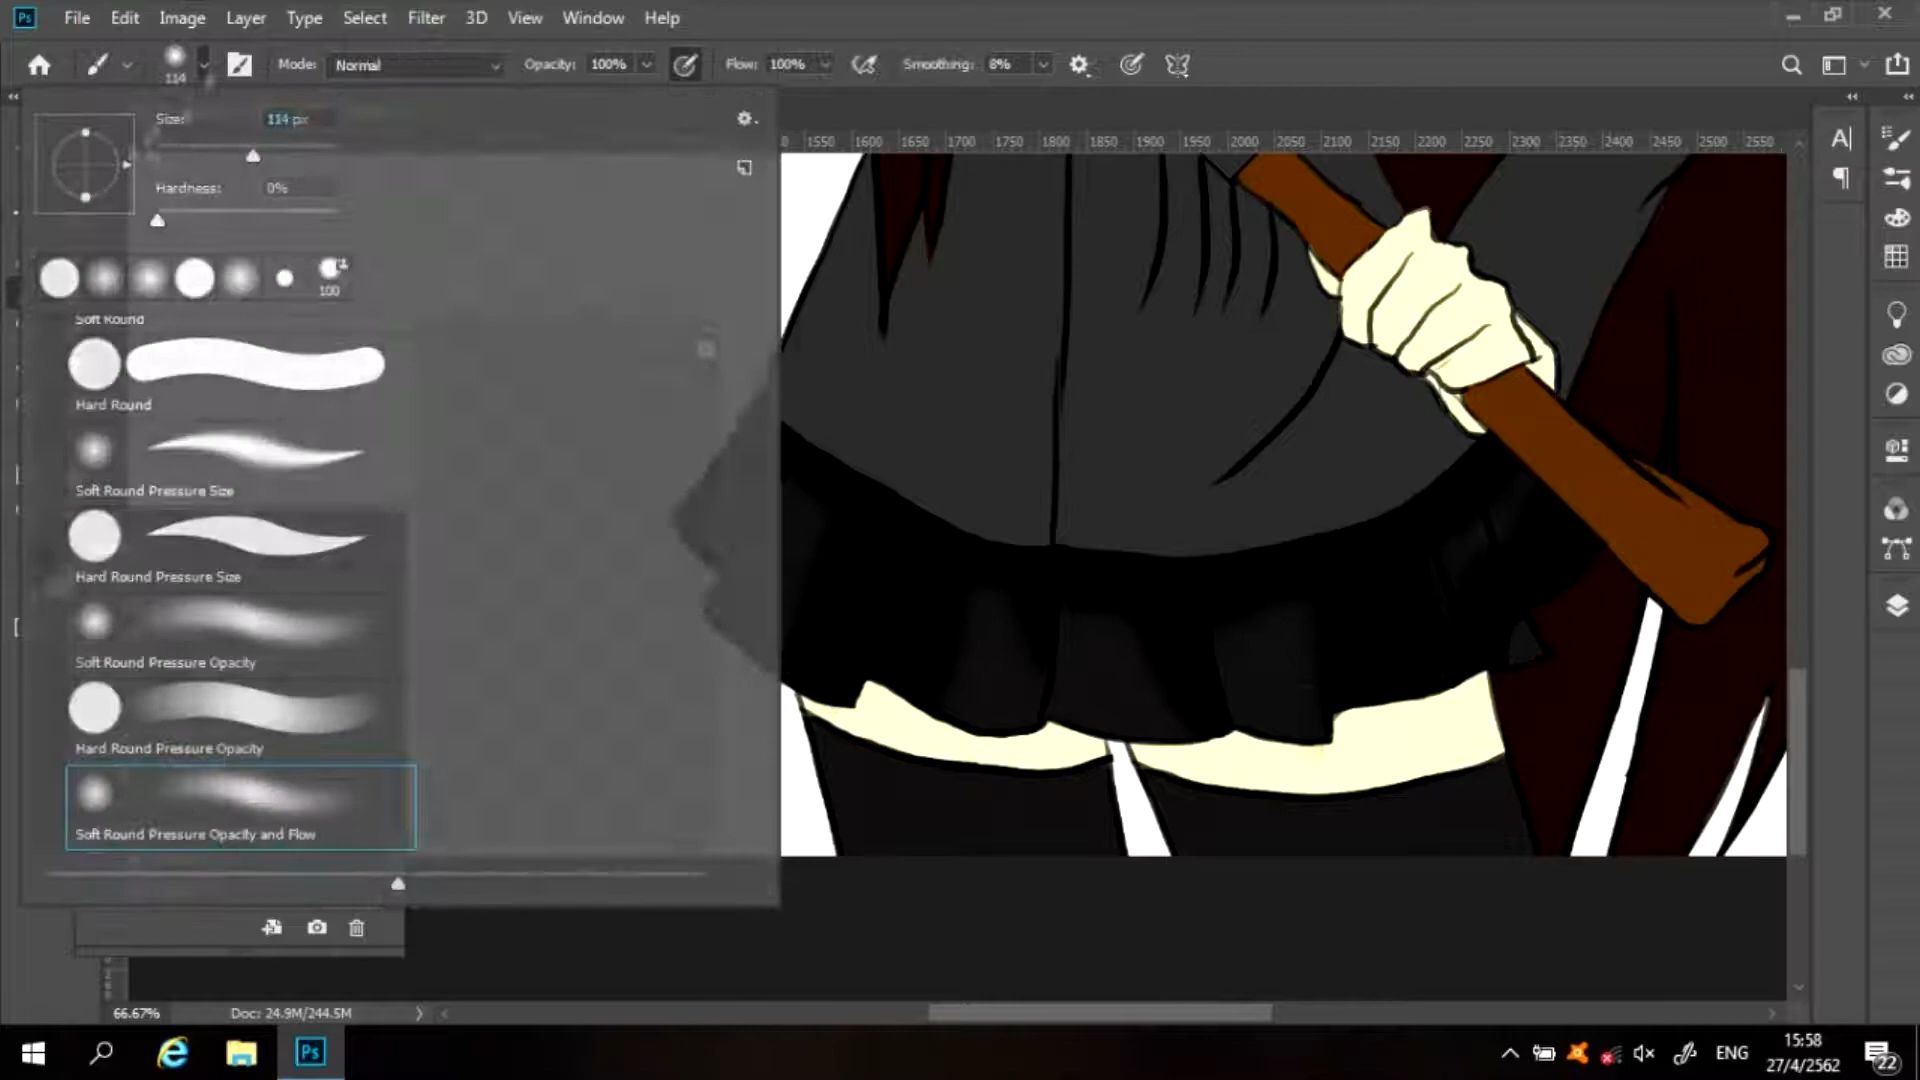 Ps File Edit Image Layer Type Select Filter 3D View Window Help
114 Mode: Normal Opacity: 100% Flow: 100% Smoothing: 8%
Size: 114 px
Hardness: 0%
100
Soft Round
Hard Round
Soft Round Pressure Size
Hard Round Pressure Size
Soft Round Pressure Opacity
Hard Round Pressure Opacity
Soft Round Pressure Opacity and Flow
0 1550 1600 1650 1700 1750 1800 1850 1900 1950 2000 2050 2100 2150 2200 2250 2300 2350 2400 2450 2500 2550
66.67% Doc: 24.9M/244.5M
Ps
ENG
15:58
27/4/2562
22